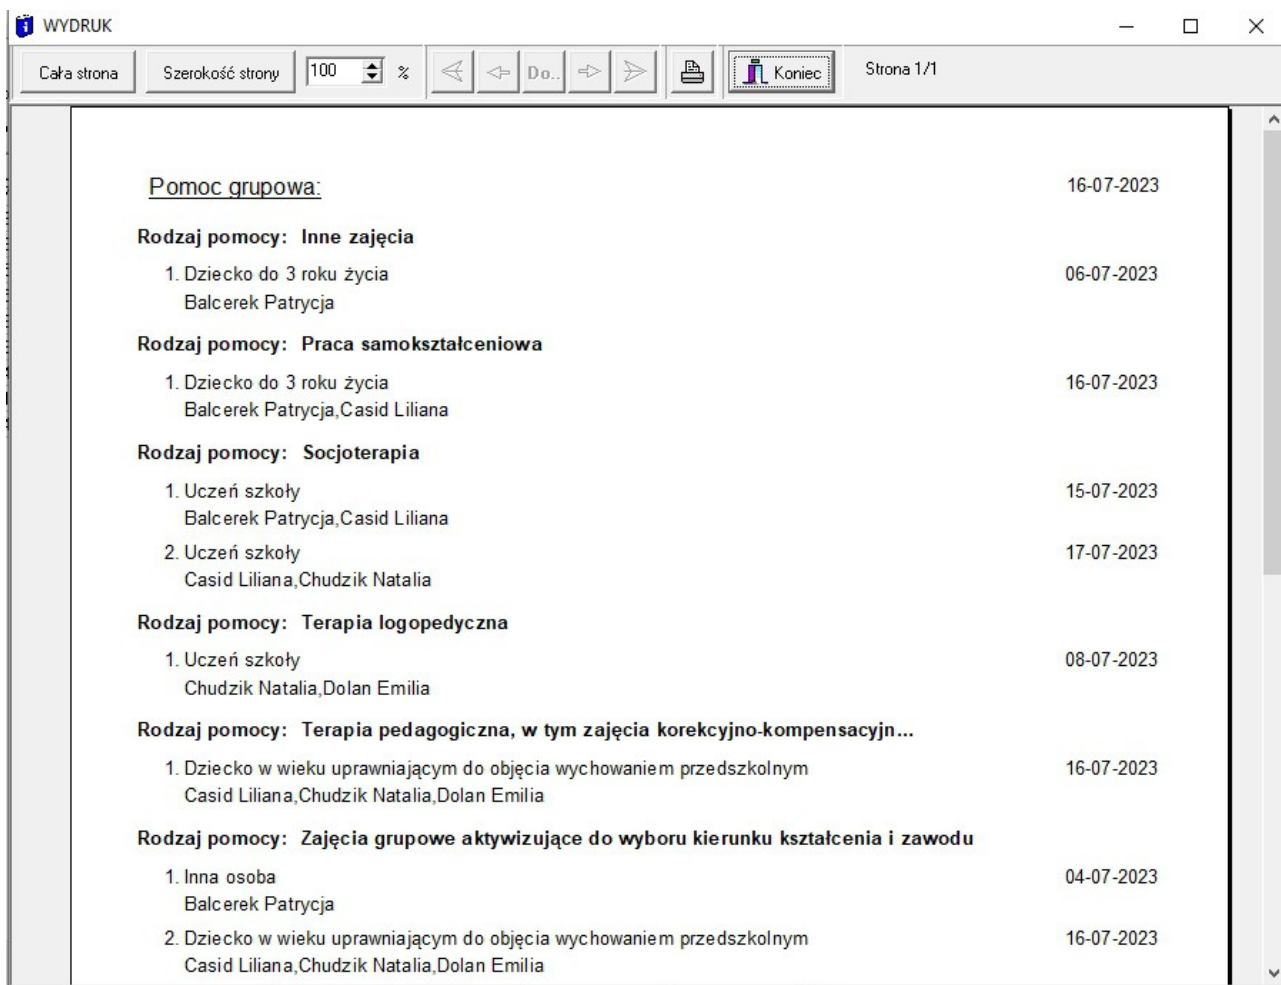 WYDRUK
Cała strona Szerokość strony 100 % Do.. Koniec Strona 1/1
Pomoc grupowa: 16-07-2023
Rodzaj pomocy: Inne zajęcia
1. Dziecko do 3 roku życia 06-07-2023
Balcerek Patrycja
Rodzaj pomocy: Praca samokształceniowa
1. Dziecko do 3 roku życia 16-07-2023
Balcerek Patrycja,Casid Liliana
Rodzaj pomocy: Socjoterapia
1. Uczeń szkoły 15-07-2023
Balcerek Patrycja,Casid Liliana
2. Uczeń szkoły 17-07-2023
Casid Liliana,Chudzik Natalia
Rodzaj pomocy: Terapia logopedyczna
1. Uczeń szkoły 08-07-2023
Chudzik Natalia,Dolan Emilia
Rodzaj pomocy: Terapia pedagogiczna, w tym zajęcia korekcyjno-kompensacyjn...
1. Dziecko w wieku uprawniającym do objęcia wychowaniem przedszkolnym 16-07-2023
Casid Liliana,Chudzik Natalia,Dolan Emilia
Rodzaj pomocy: Zajęcia grupowe aktywizujące do wyboru kierunku kształcenia i zawodu
1. Inna osoba 04-07-2023
Balcerek Patrycja
2. Dziecko w wieku uprawniającym do objęcia wychowaniem przedszkolnym 16-07-2023
Casid Liliana,Chudzik Natalia,Dolan Emilia